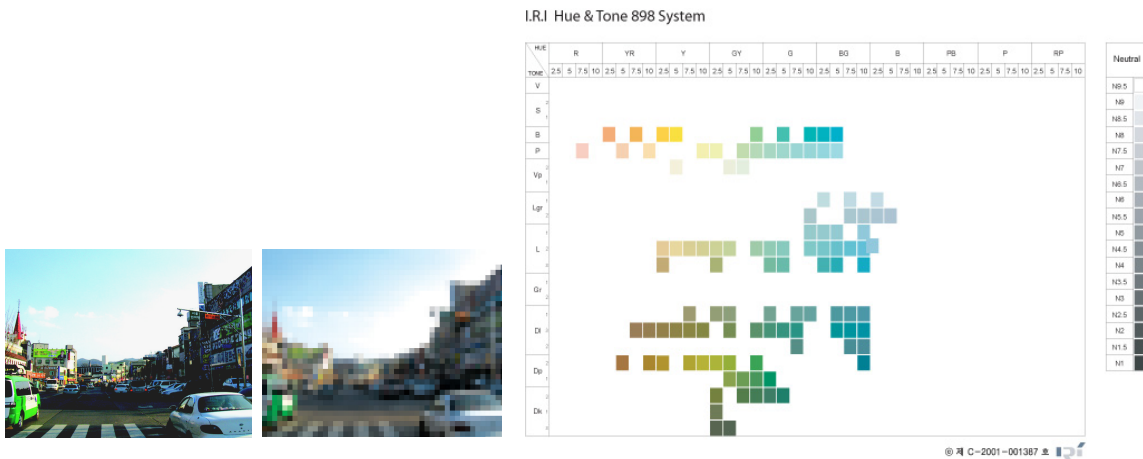 I.R.I Hue & Tone 898 System
HUE
TONE
R YR Y GY G BG B PB P RP
2.5 5 7.5 10 2.5 5 7.5 10 2.5 5 7.5 10 2.5 5 7.5 10 2.5 5 7.5 10 2.5 5 7.5 10 2.5 5 7.5 10 2.5 5 7.5 10 2.5 5 7.5 10 2.5 5 7.5 10
V
S
B
P
Vp
Lgr
L
Gr
Dl
Dp
Dk
Neutral
N9.5
N9
N8.5
N8
N7.5
N7
N6.5
N6
N5.5
N5
N4.5
N4
N3.5
N3
N2.5
N2
N1.5
N1
© 제 C-2001-001387 호 IRI